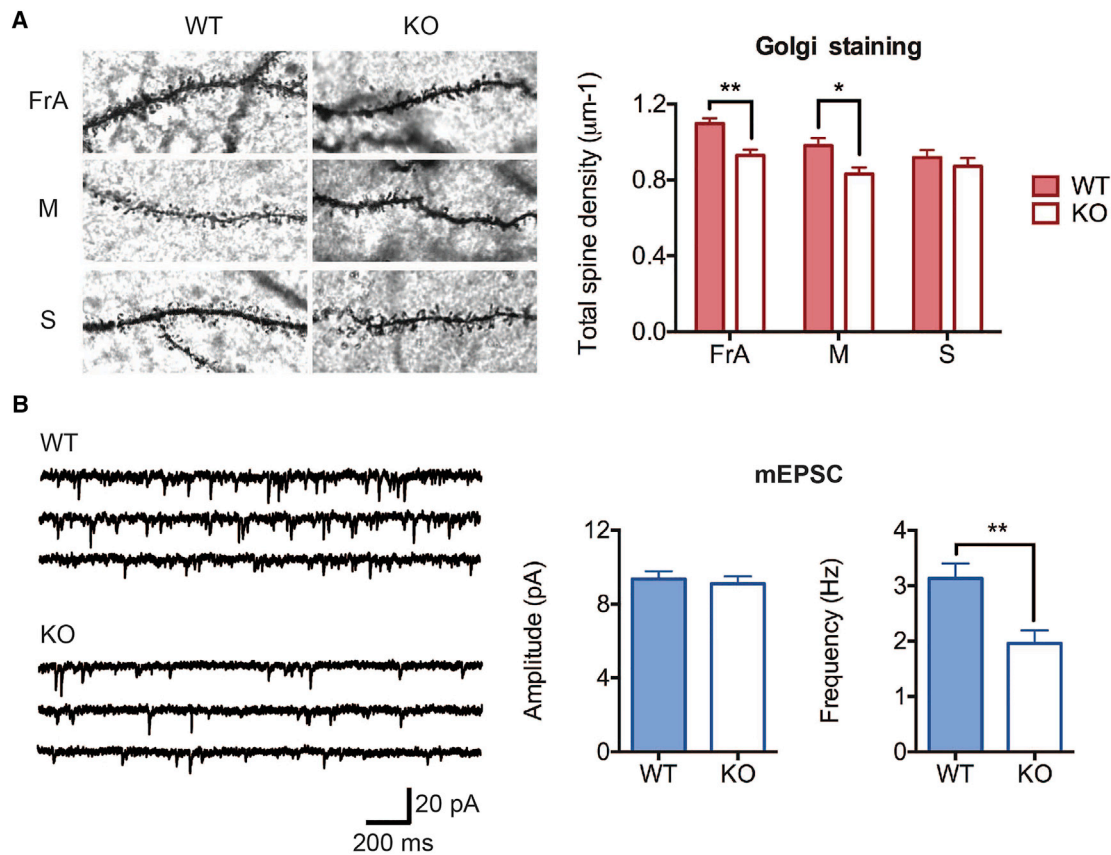 A
WT KO
FrA
M
S
Golgi staining
** *
Total spine density (μm-1)
1.2
0.8
0.4
0.0
FrA M S
WT
KO
B
WT
KO
20 pA
200 ms
mEPSC
Amplitude (pA)
12
8
4
0
WT KO
Frequency (Hz)
4
3
2
1
0
**
WT KO